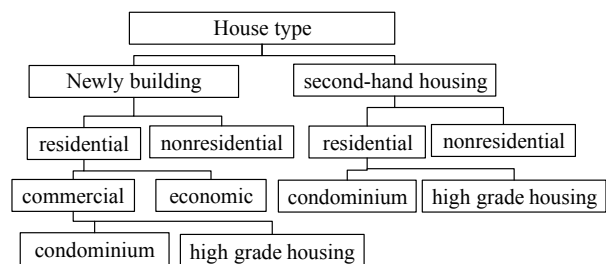 House type
Newly building second-hand housing
residential nonresidential residential nonresidential
commercial economic condominium high grade housing
condominium high grade housing